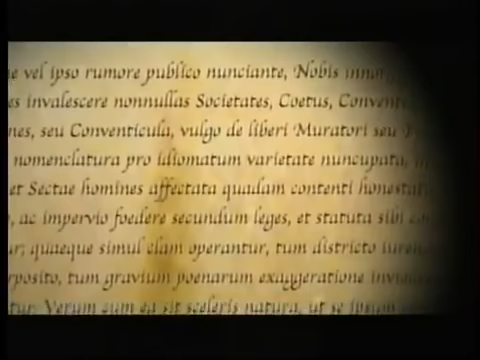 e vel ipso rumore publico nunciante, Nobis
es invalescere nonnullas Societates, Coetus,
nes, seu Conventicula, vulgo de liberi Muratori seu
nomenclatura pro idiomatum varietate nuncupata,
et Sectae homines affectata quadam contenti
, ac impervio foedere secundum leges, et statuta sibi
ur; quaeque simul clam operantur, tum districto
rposito, tum gravium poenarum exaggeratione
tur. Verum cum ea sit sceleris natura, ut se ipsum